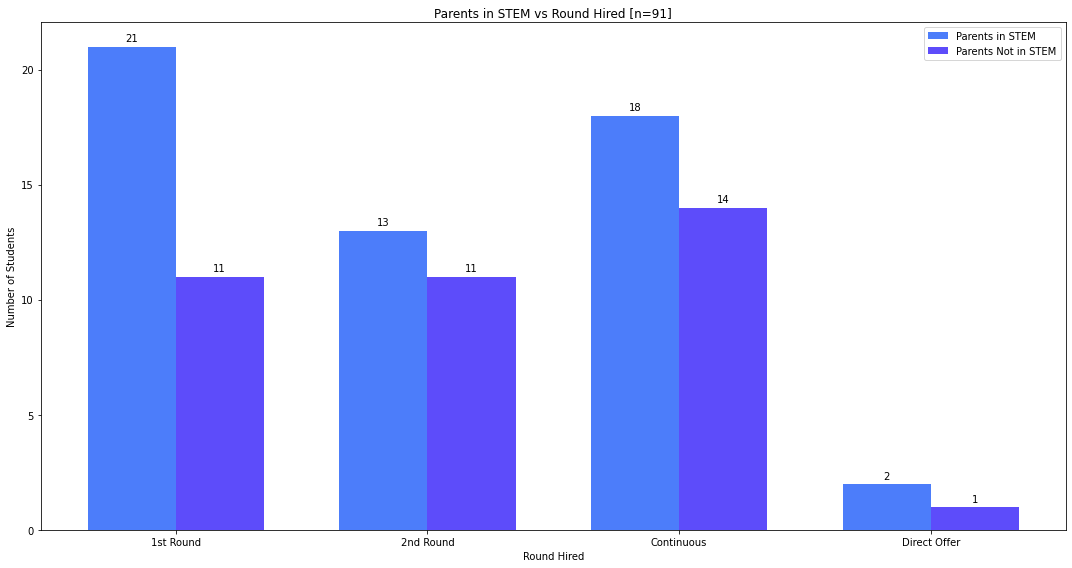 Parents in STEM vs Round Hired [n=91]
Parents in STEM
Parents Not in STEM
Number of Students
20
15
10
5
0
21
11
13
11
18
14
2
1
1st Round
2nd Round
Continuous
Direct Offer
Round Hired